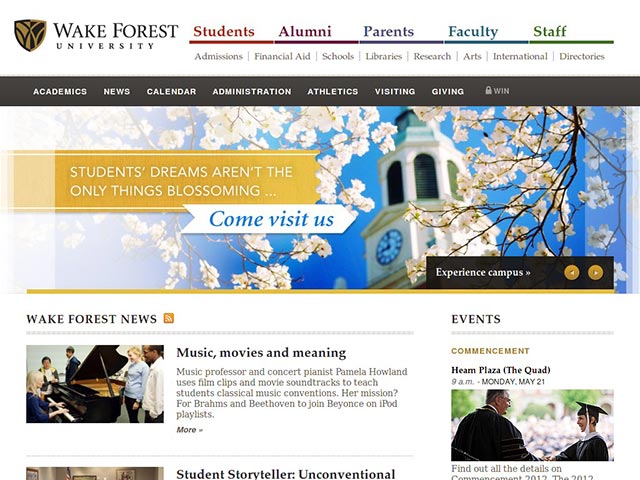 WAKE FOREST
UNIVERSITY
Students Alumni Parents Faculty Staff
Admissions | Financial Aid | Schools | Libraries | Research | Arts | International | Directories
ACADEMICS NEWS CALENDAR ADMINISTRATION ATHLETICS VISITING GIVING WIN
STUDENTS' DREAMS AREN'T THE
ONLY THINGS BLOSSOMING ...
Come visit us
Experience campus »
WAKE FOREST NEWS
Music, movies and meaning
Music professor and concert pianist Pamela Howland
uses film clips and movie soundtracks to teach
students classical music conventions. Her mission?
For Brahms and Beethoven to join Beyonce on iPod
playlists.
More »
Student Storyteller: Unconventional
EVENTS
COMMENCEMENT
Hearn Plaza (The Quad)
9 a.m. - MONDAY, MAY 21
Find out all the details on
Commencement 2012. The 2012